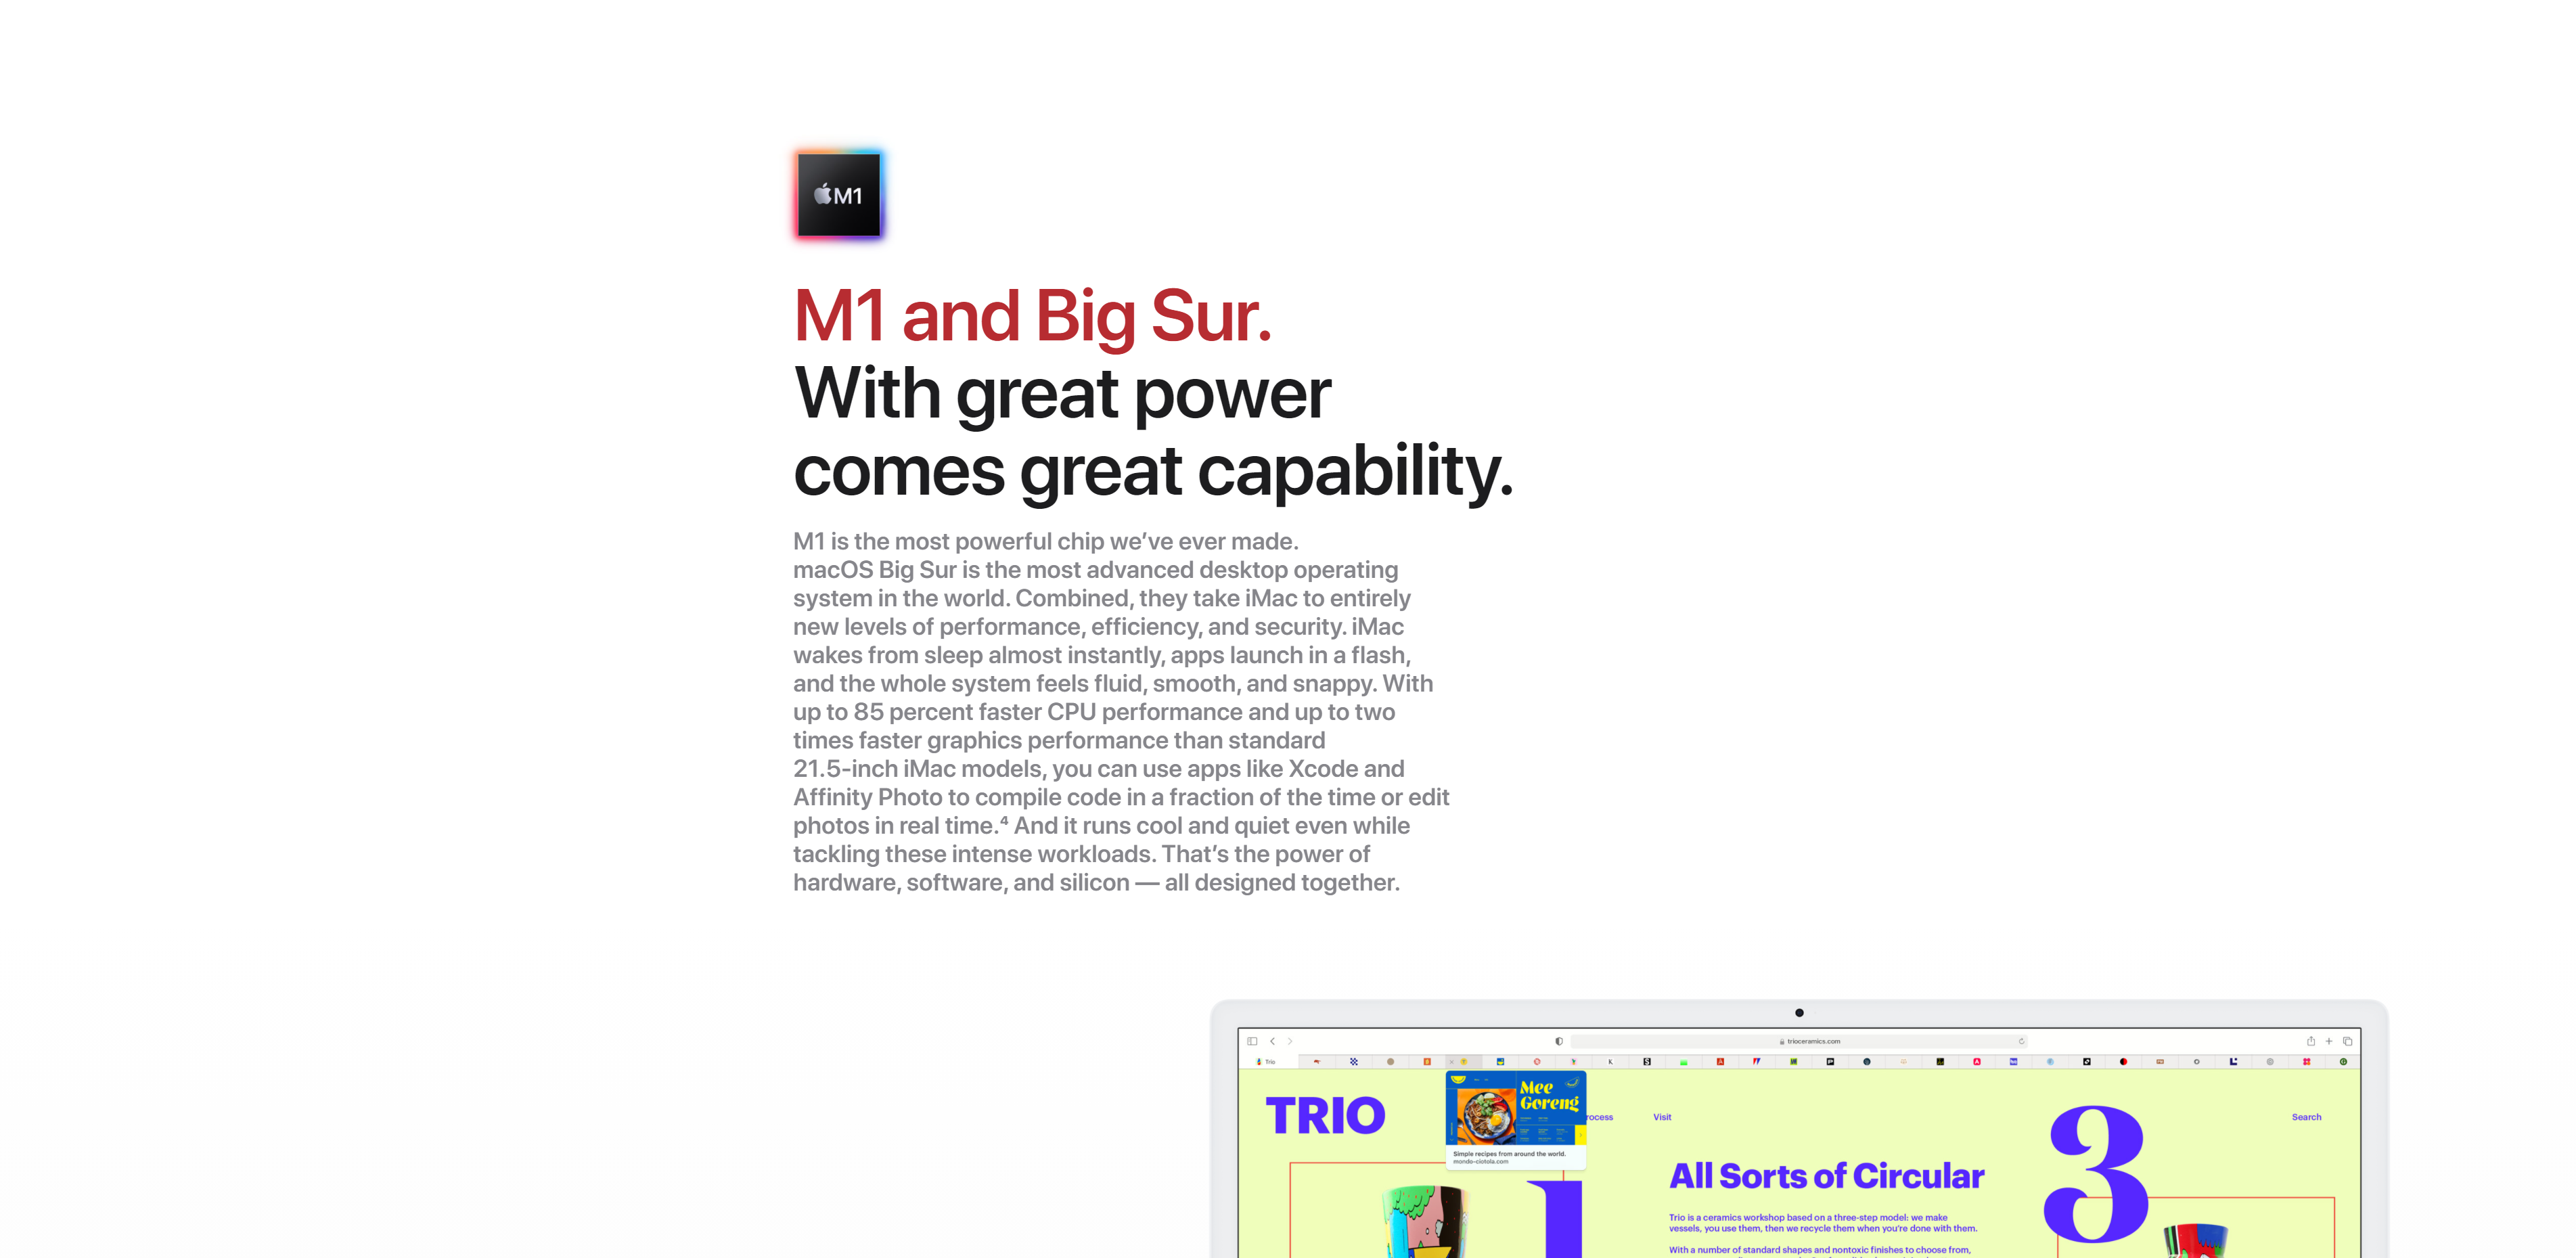 M1
M1 and Big Sur.
With great power
comes great capability.
M1 is the most powerful chip we’ve ever made.
macOS Big Sur is the most advanced desktop operating
system in the world. Combined, they take iMac to entirely
new levels of performance, efficiency, and security. iMac
wakes from sleep almost instantly, apps launch in a flash,
and the whole system feels fluid, smooth, and snappy. With
up to 85 percent faster CPU performance and up to two
times faster graphics performance than standard
21.5-inch iMac models, you can use apps like Xcode and
Affinity Photo to compile code in a fraction of the time or edit
photos in real time.⁴ And it runs cool and quiet even while
tackling these intense workloads. That’s the power of
hardware, software, and silicon — all designed together.
trioceramics.com
Trio
TRIO
Mee
Goreng
Simple recipes from around the world.
mondo-ciotola.com
rocess
Visit
Search
1
3
All Sorts of Circular
Trio is a ceramics workshop based on a three-step model: we make
vessels, you use them, then we recycle them when you’re done with them.
With a number of standard shapes and nontoxic finishes to choose from,